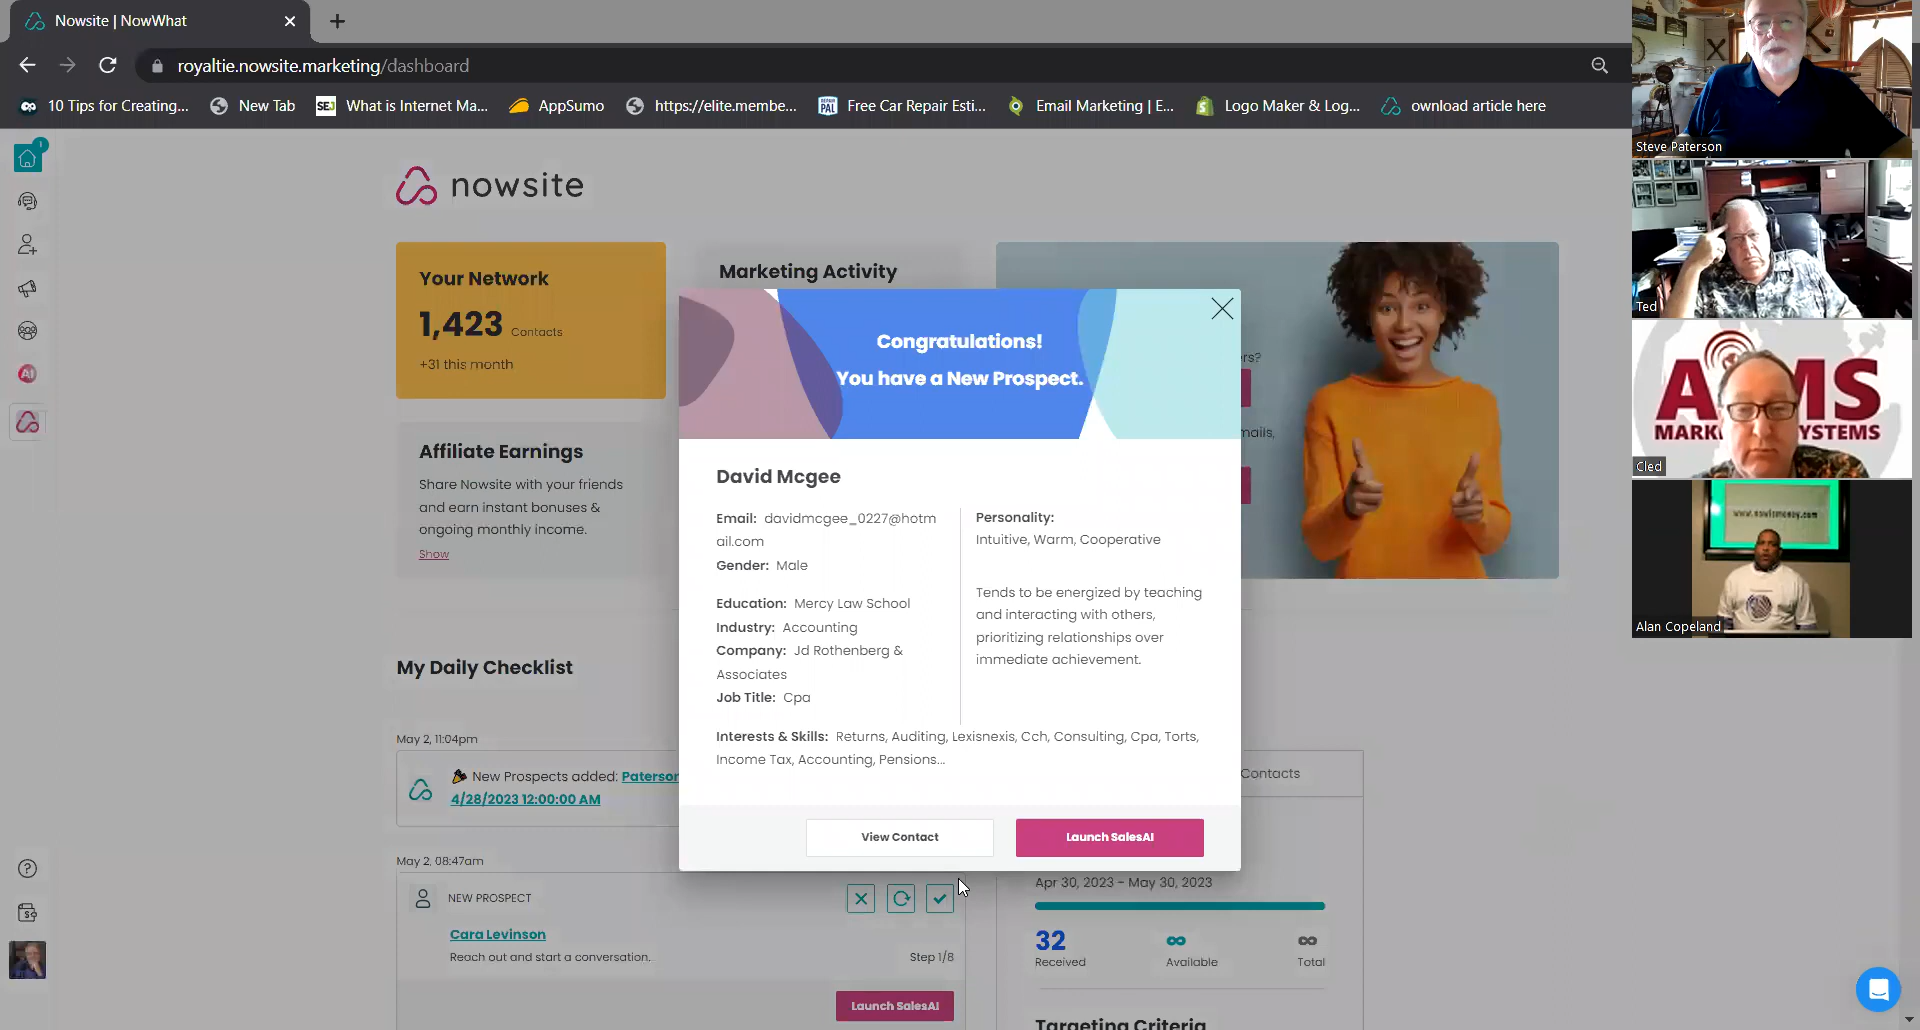 Nowsite | NowWhat
royaltie.nowsite.marketing/dashboard
10 Tips for Creating...
New Tab
SEJ
What is Internet Ma...
AppSumo
https://elite.membe...
REPAIR
PAL
Free Car Repair Esti...
Email Marketing | E...
Logo Maker & Log...
ownload article here
nowsite
Your Network
1,423 Contacts
+31 this month
Marketing Activity
Affiliate Earnings
Share Nowsite with your friends
and earn instant bonuses &
ongoing monthly income.
Show
ers?
mails,
Congratulations!
You have a New Prospect.
David Mcgee
Email: davidmcgee_0227@hotm
ail.com
Gender: Male
Education: Mercy Law School
Industry: Accounting
Company: Jd Rothenberg &
Associates
Job Title: Cpa
Personality:
Intuitive, Warm, Cooperative
Tends to be energized by teaching
and interacting with others,
prioritizing relationships over
immediate achievement.
Interests & Skills: Returns, Auditing, Lexisnexis, Cch, Consulting, Cpa, Torts,
Income Tax, Accounting, Pensions...
View Contact
Launch SalesAI
My Daily Checklist
May 2, 11:04pm
New Prospects added: Paterson
4/28/2023 12:00:00 AM
Contacts
May 2, 08:47am
NEW PROSPECT
Cara Levinson
Reach out and start a conversation.
Step 1/8
Launch SalesAI
Apr 30, 2023 - May 30, 2023
32
∞
∞
Received
Available
Total
Targeting Criteria
AI
Steve Paterson
Ted
AIMS
Cled
Alan Copeland